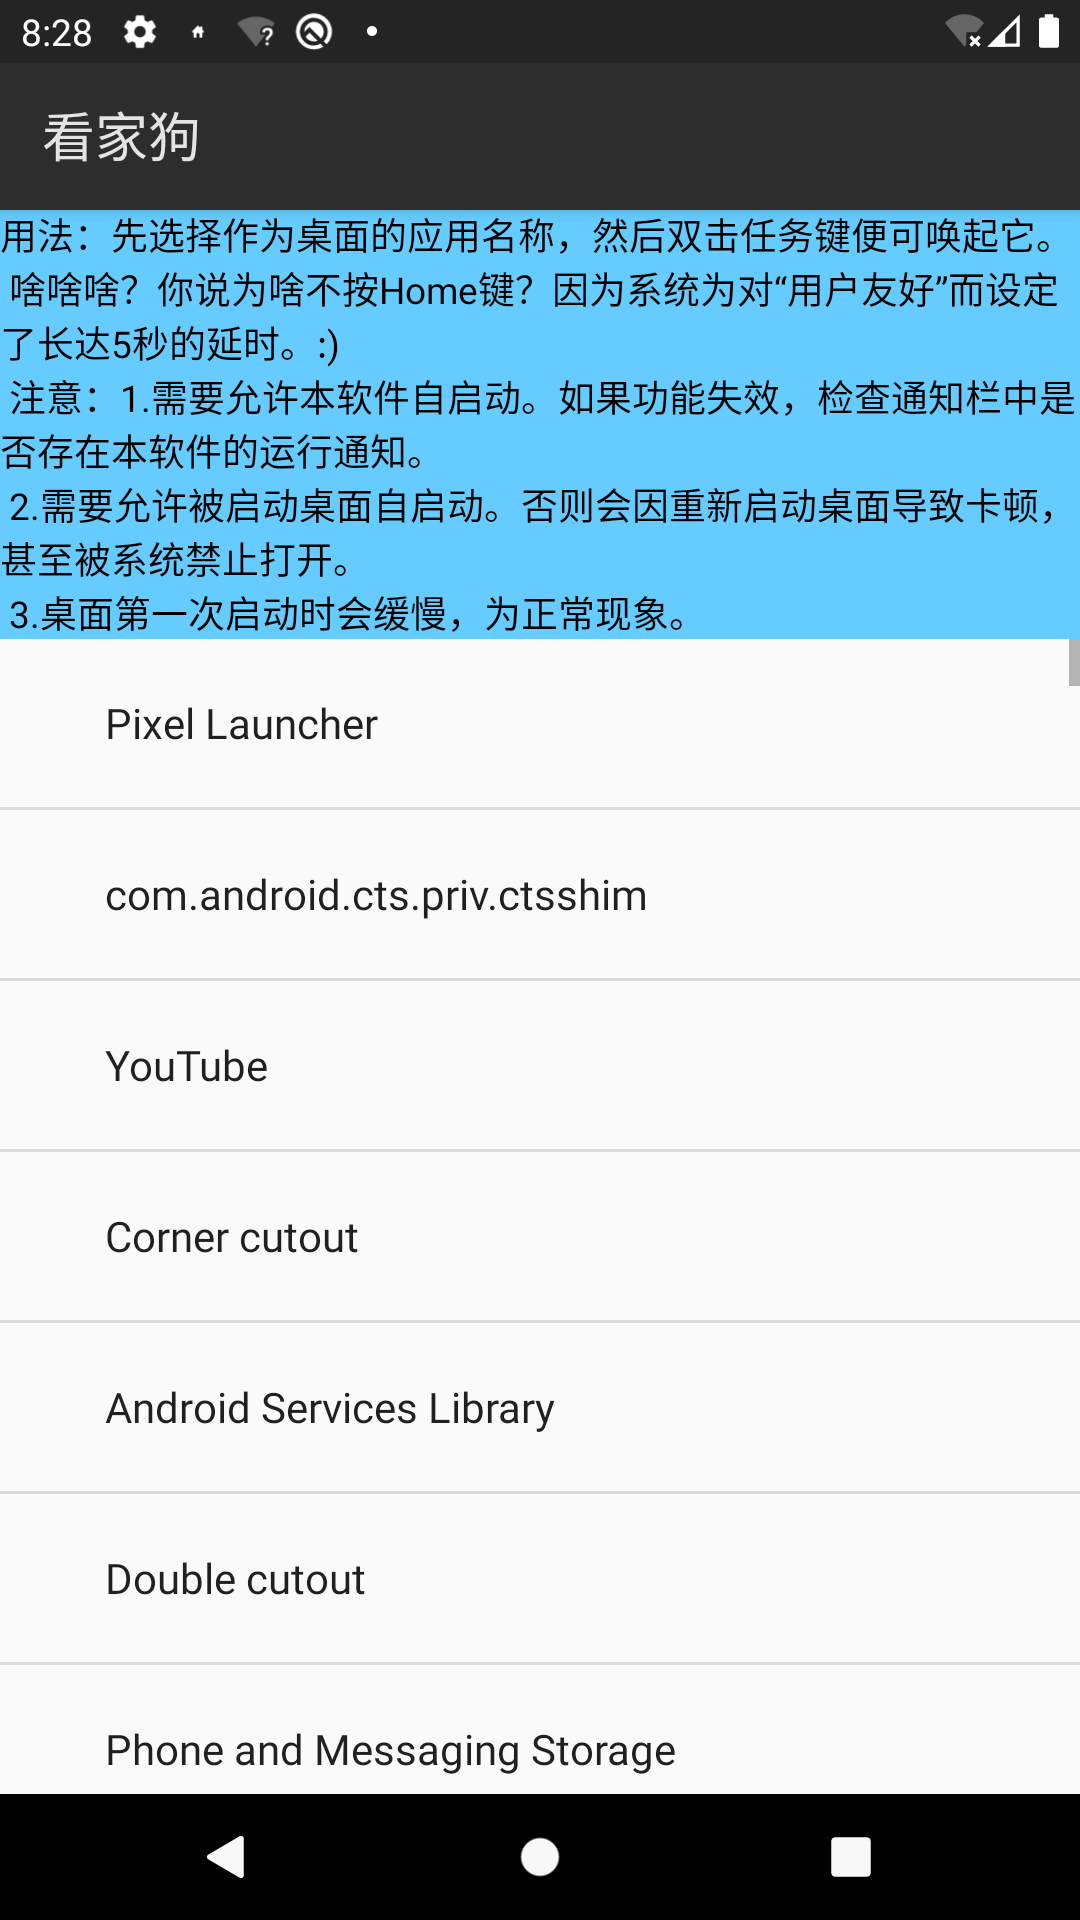 8:28
看家狗
用法：先选择作为桌面的应用名称，然后双击任务键便可唤起它。
啥啥啥？你说为啥不按Home键？因为系统为对“用户友好”而设定
了长达5秒的延时。:)
注意：1.需要允许本软件自启动。如果功能失效，检查通知栏中是
否存在本软件的运行通知。
2.需要允许被启动桌面自启动。否则会因重新启动桌面导致卡顿，
甚至被系统禁止打开。
3.桌面第一次启动时会缓慢，为正常现象。
Pixel Launcher
com.android.cts.priv.ctsshim
YouTube
Corner cutout
Android Services Library
Double cutout
Phone and Messaging Storage